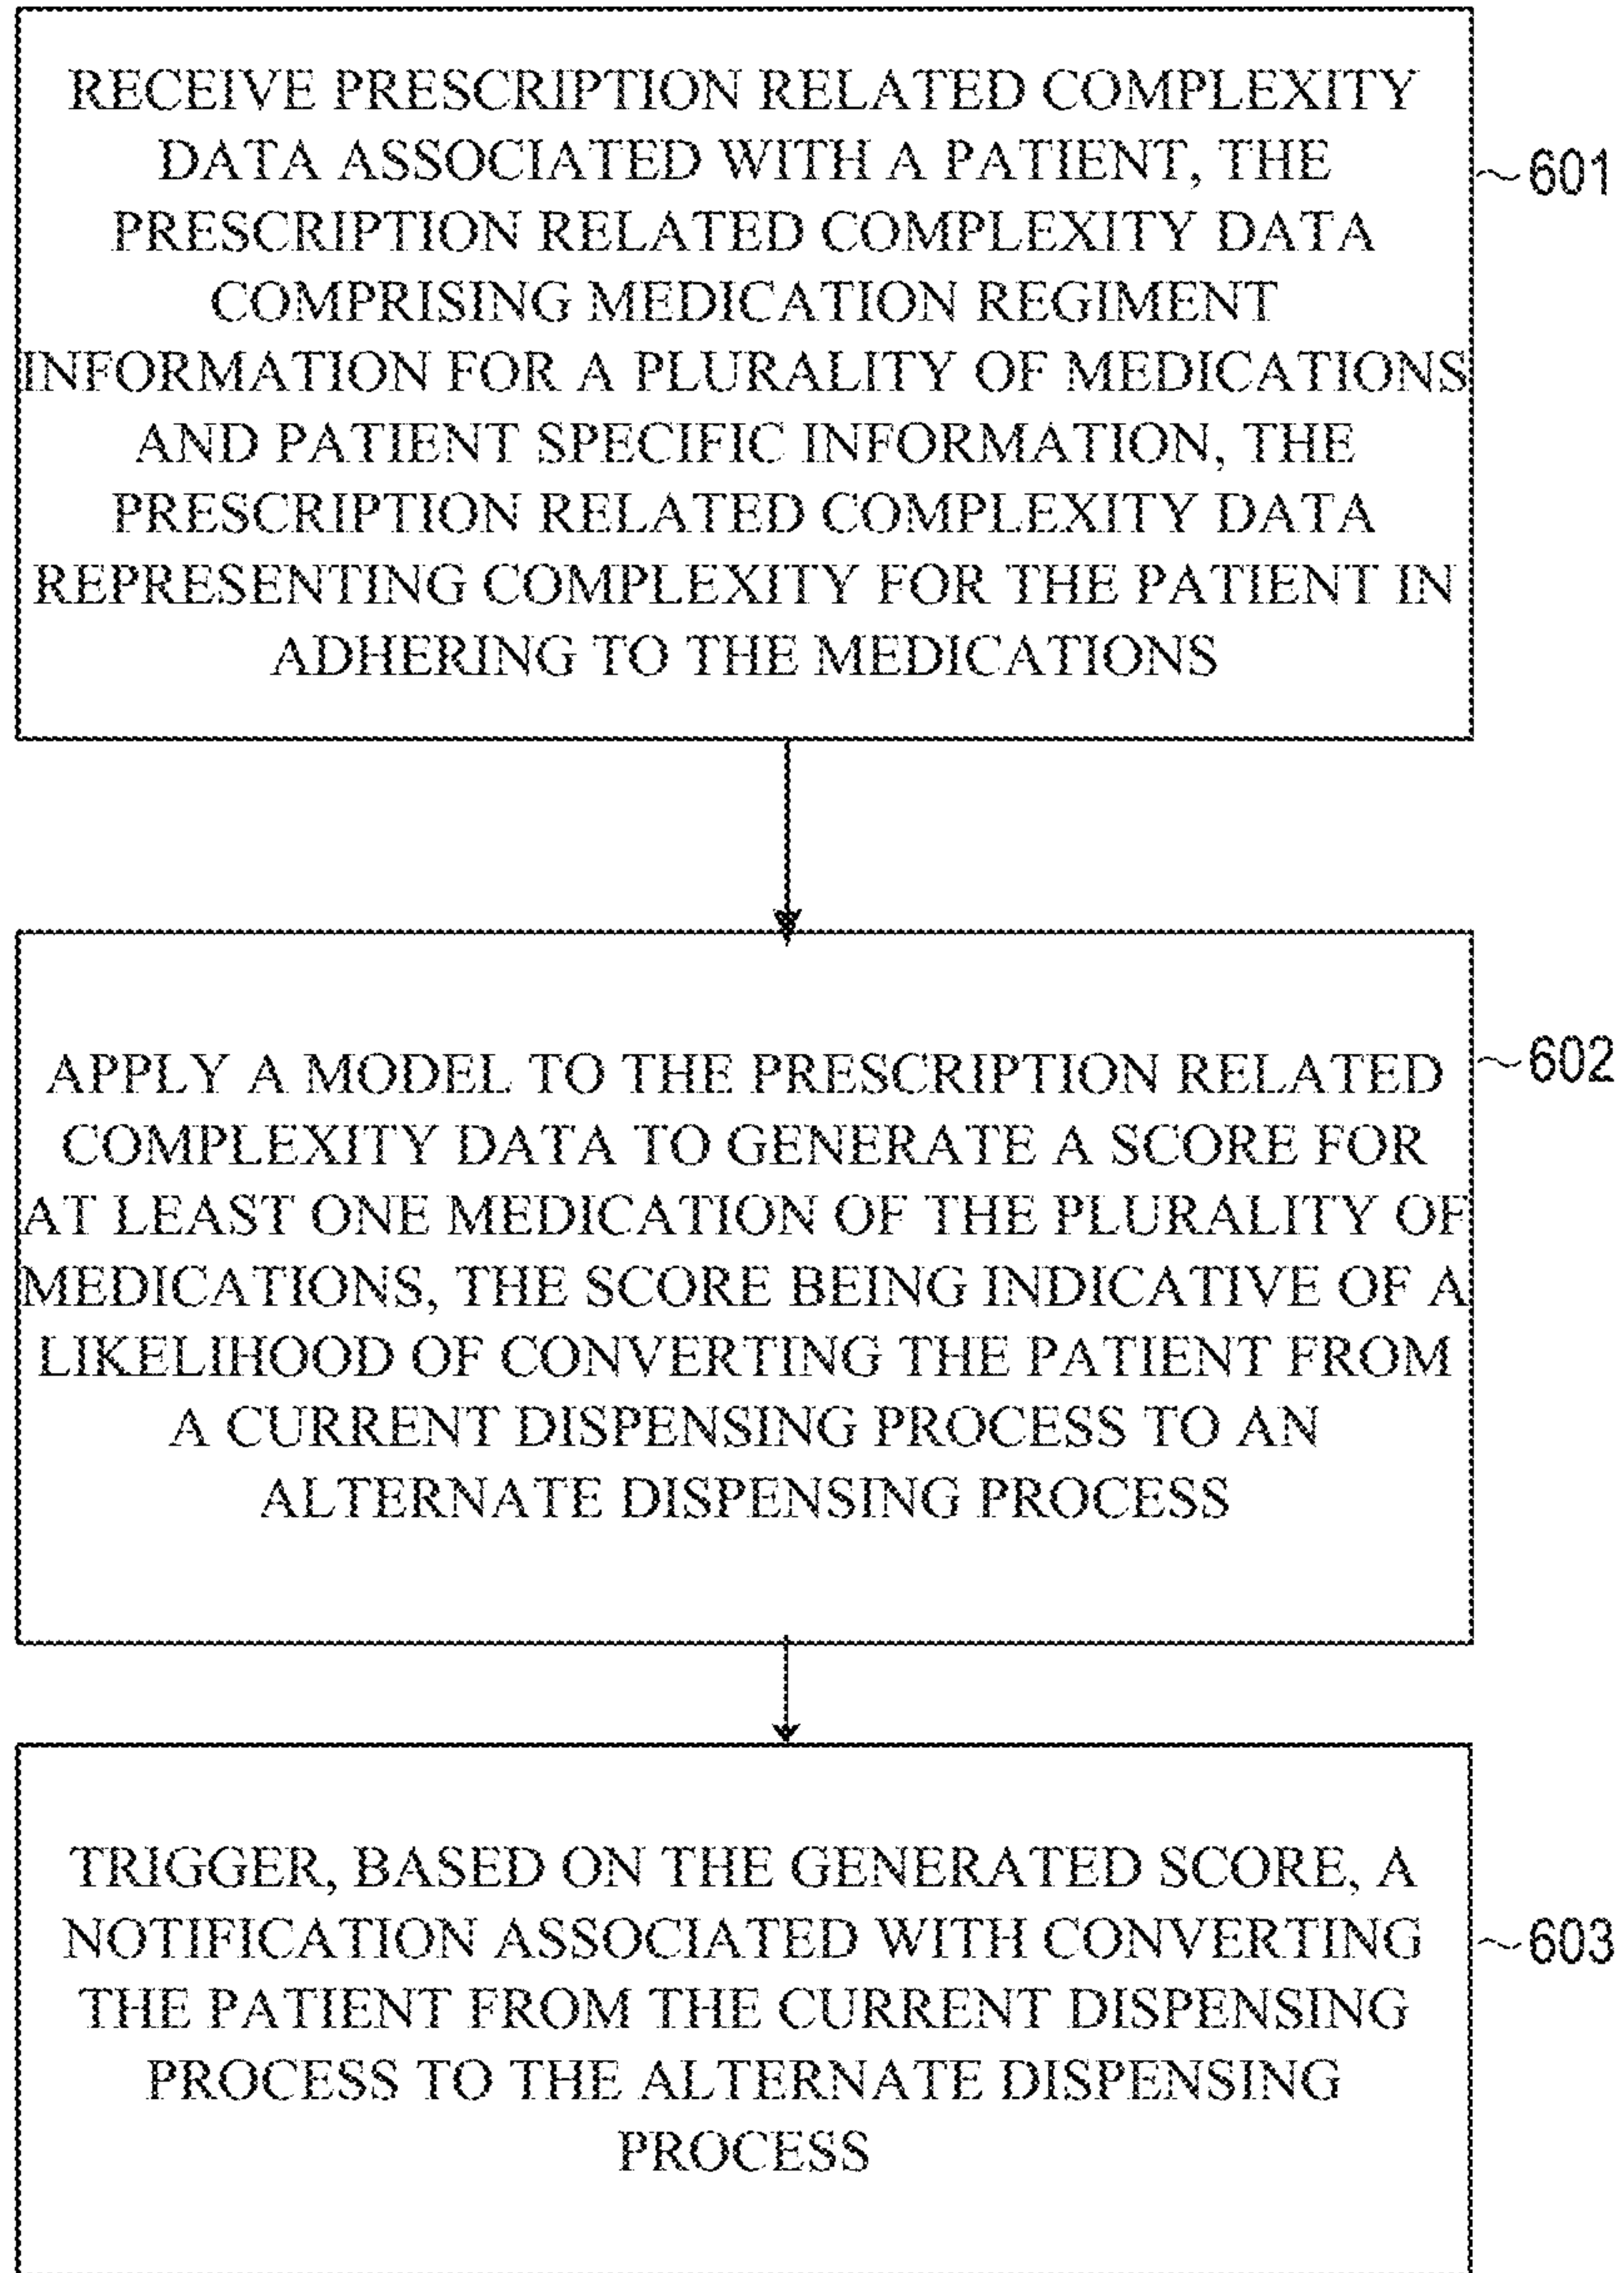 RECEIVE PRESCRIPTION RELATED COMPLEXITY
DATA ASSOCIATED WITH A PATIENT, THE
PRESCRIPTION RELATED COMPLEXITY DATA
COMPRISING MEDICATION REGIMENT
INFORMATION FOR A PLURALITY OF MEDICATIONS
AND PATIENT SPECIFIC INFORMATION, THE
PRESCRIPTION RELATED COMPLEXITY DATA
REPRESENTING COMPLEXITY FOR THE PATIENT IN
ADHERING TO THE MEDICATIONS
601
APPLY A MODEL TO THE PRESCRIPTION RELATED
COMPLEXITY DATA TO GENERATE A SCORE FOR
AT LEAST ONE MEDICATION OF THE PLURALITY OF
MEDICATIONS, THE SCORE BEING INDICATIVE OF A
LIKELIHOOD OF CONVERTING THE PATIENT FROM
A CURRENT DISPENSING PROCESS TO AN
ALTERNATE DISPENSING PROCESS
602
TRIGGER, BASED ON THE GENERATED SCORE, A
NOTIFICATION ASSOCIATED WITH CONVERTING
THE PATIENT FROM THE CURRENT DISPENSING
PROCESS TO THE ALTERNATE DISPENSING
PROCESS
603